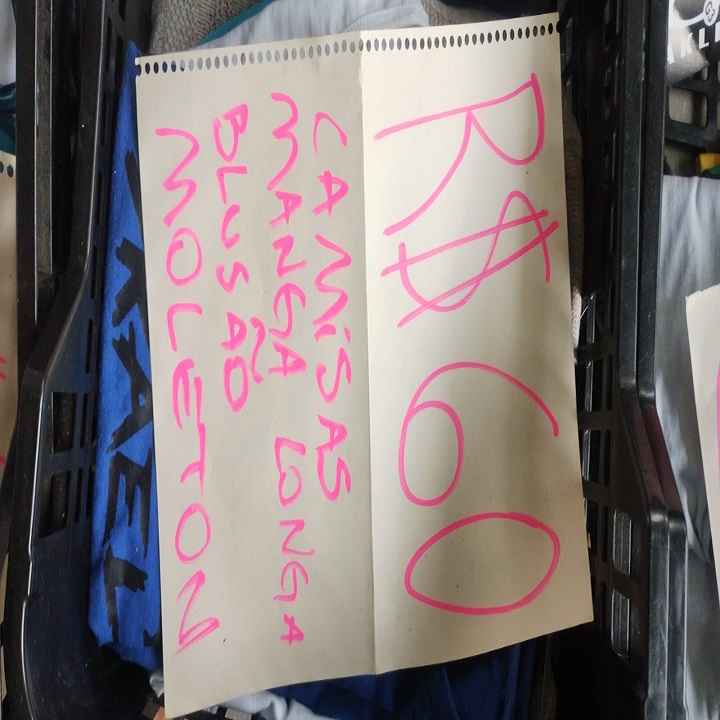 R$ 60
CAMiSAS
MANGA LONGA
BLUSÃO
MOLETON